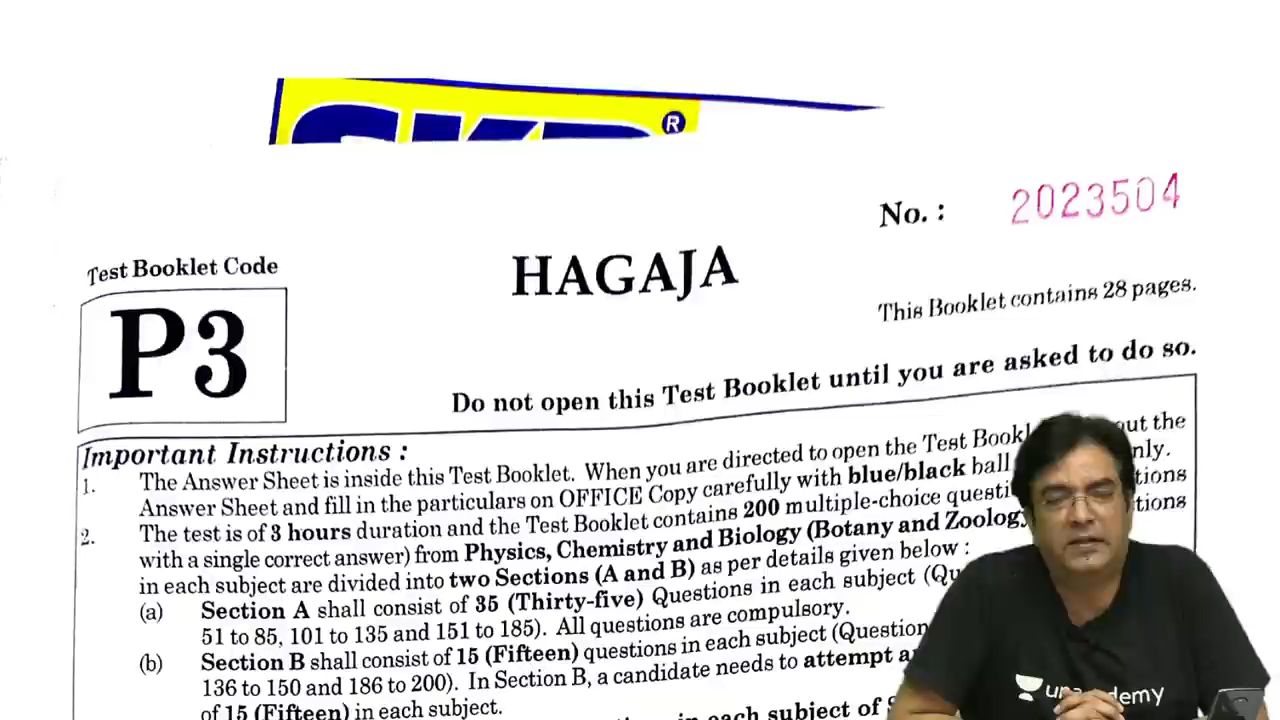 ®
No. : 2023504
Test Booklet Code
HAGAJA
P3
This Booklet contains 28 pages.
Do not open this Test Booklet until you are asked to do so.
Important Instructions :
1. The Answer Sheet is inside this Test Booklet. When you are directed to open the Test out the
Answer Sheet and fill in the particulars on OFFICE Copy carefully with blue/black ball only.
2. The test is of 3 hours duration and the Test Booklet contains 200 multiple-choice
with a single correct answer) from Physics, Chemistry and Biology (Botany and
in each subject are divided into two Sections (A and B) as per details given below :
(a) Section A shall consist of 35 (Thirty-five) Questions in each subject
51 to 85, 101 to 135 and 151 to 185). All questions are compulsory.
(b) Section B shall consist of 15 (Fifteen) questions in each subject
136 to 150 and 186 to 200). In Section B, a candidate needs to attempt
of 15 (Fifteen) in each subject.
in each subject of